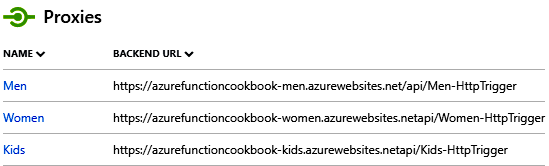 Proxies
NAME BACKEND URL
Men https://azurefunctioncookbook-men.azurewebsites.net/api/Men-HttpTrigger
Women https://azurefunctioncookbook-women.azurewebsites.netapi/Women-HttpTrigger
Kids https://azurefunctioncookbook-kids.azurewebsites.netapi/Kids-HttpTrigger